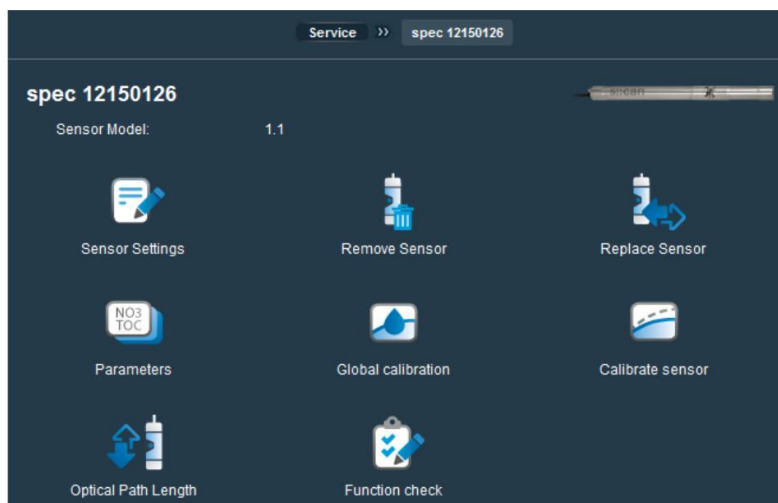 Service » spec 12150126
spec 12150126
s::can
Sensor Model: 1.1
Sensor Settings
Remove Sensor
Replace Sensor
NO3
TOC
Parameters
Global calibration
Calibrate sensor
Optical Path Length
Function check